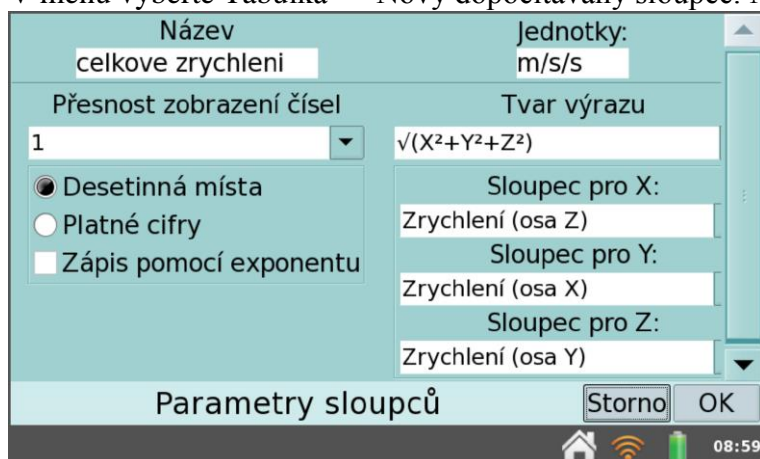 V menu vyberte Tabulka Nový dopočítávaný sloupec.
Název
celkove zrychleni
Jednotky:
m/s/s
Přesnost zobrazení čísel
1
Desetinná místa
Platné cifry
Zápis pomocí exponentu
Tvar výrazu
√(X²+Y²+Z²)
Sloupec pro X:
Zrychlení (osa Z)
Sloupec pro Y:
Zrychlení (osa X)
Sloupec pro Z:
Zrychlení (osa Y)
Parametry sloupců
Storno
OK
08:59